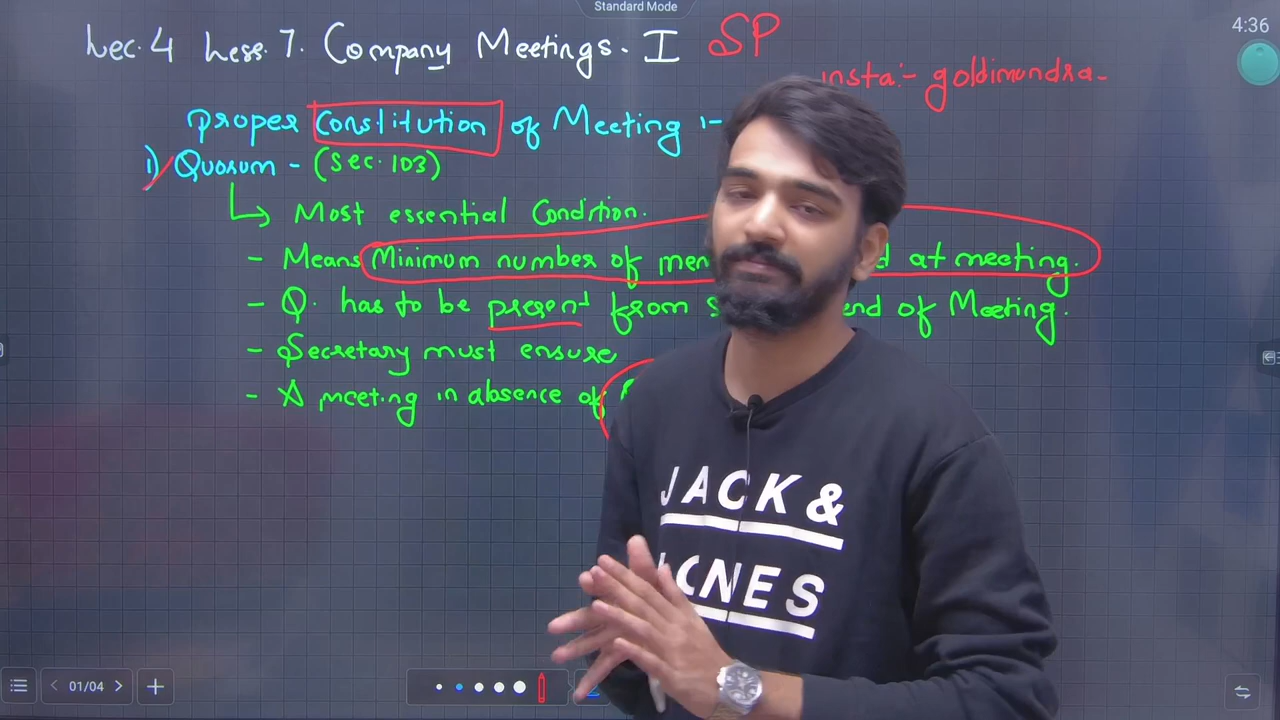 Standard Mode
4:36
Lec. 4 Less. 7. Company Meetings. I SP
insta:- goldimundra.
proper Constitution of Meeting :-
i) Quorum - (Sec. 103)
Most essential Condition.
- Means Minimum number of at meeting.
- Q. has to be present from end of Meeting.
- Secretary must ensure
- A meeting in absence of
JACK &
JONES
01/04